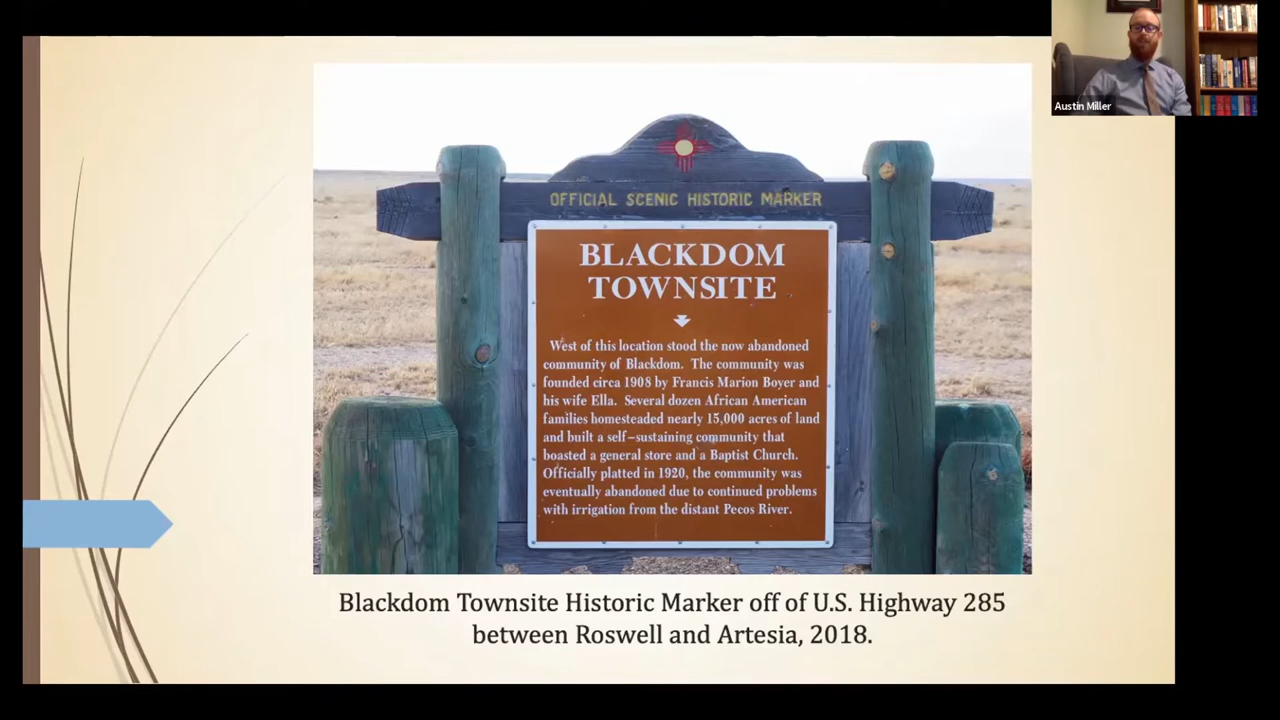 Austin Miller
OFFICIAL SCENIC HISTORIC MARKER
BLACKDOM
TOWNSITE
West of this location stood the now abandoned
community of Blackdom. The community was
founded circa 1908 by Francis Marion Boyer and
his wife Ella. Several dozen African American
families homesteaded nearly 15,000 acres of land
and built a self-sustaining community that
boasted a general store and a Baptist Church.
Officially platted in 1920, the community was
eventually abandoned due to continued problems
with irrigation from the distant Pecos River.
Blackdom Townsite Historic Marker off of U.S. Highway 285
between Roswell and Artesia, 2018.